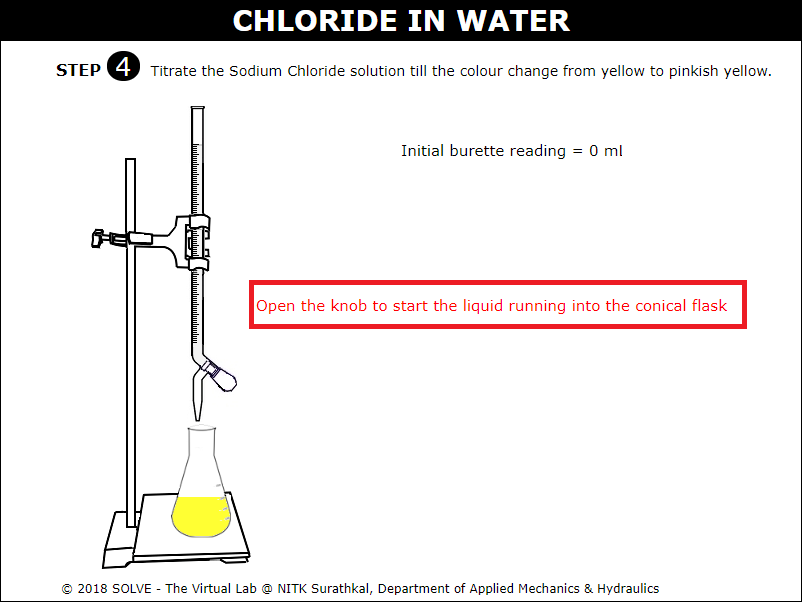 CHLORIDE IN WATER
STEP 4 Titrate the Sodium Chloride solution till the colour change from yellow to pinkish yellow.
Initial burette reading = 0 ml
Open the knob to start the liquid running into the conical flask
© 2018 SOLVE - The Virtual Lab @ NITK Surathkal, Department of Applied Mechanics & Hydraulics